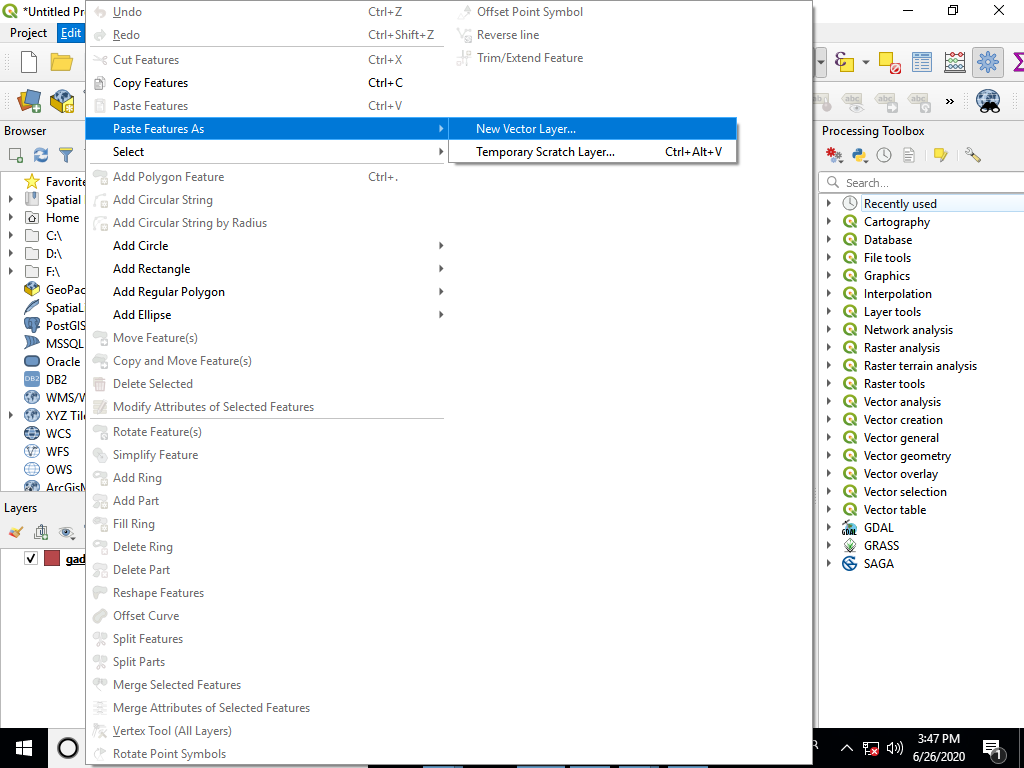 *Untitled Pr
Project
Edit
Undo Ctrl+Z
Redo Ctrl+Shift+Z
Cut Features Ctrl+X
Copy Features Ctrl+C
Paste Features Ctrl+V
Paste Features As
Select
Add Polygon Feature Ctrl+.
Add Circular String
Add Circular String by Radius
Add Circle
Add Rectangle
Add Regular Polygon
Add Ellipse
Move Feature(s)
Copy and Move Feature(s)
Delete Selected
Modify Attributes of Selected Features
Rotate Feature(s)
Simplify Feature
Add Ring
Add Part
Fill Ring
Delete Ring
Delete Part
Reshape Features
Offset Curve
Split Features
Split Parts
Merge Selected Features
Merge Attributes of Selected Features
Vertex Tool (All Layers)
Rotate Point Symbols
Offset Point Symbol
Reverse line
Trim/Extend Feature
New Vector Layer...
Temporary Scratch Layer... Ctrl+Alt+V
Browser
Favorite
Spatial
Home
C:\
D:\
F:\
GeoPac
SpatiaL
PostGIS
MSSQL
Oracle
DB2
DB2
WMS/W
XYZ Tile
WCS
WFS
OWS
ArcGisM
Layers
gad
abc
abc
abc
abc
»
Processing Toolbox
Search...
Recently used
Cartography
Database
File tools
Graphics
Interpolation
Layer tools
Network analysis
Raster analysis
Raster terrain analysis
Raster tools
Vector analysis
Vector creation
Vector general
Vector geometry
Vector overlay
Vector selection
Vector table
GDAL
GDAL
GRASS
SAGA
3:47 PM
6/26/2020
1